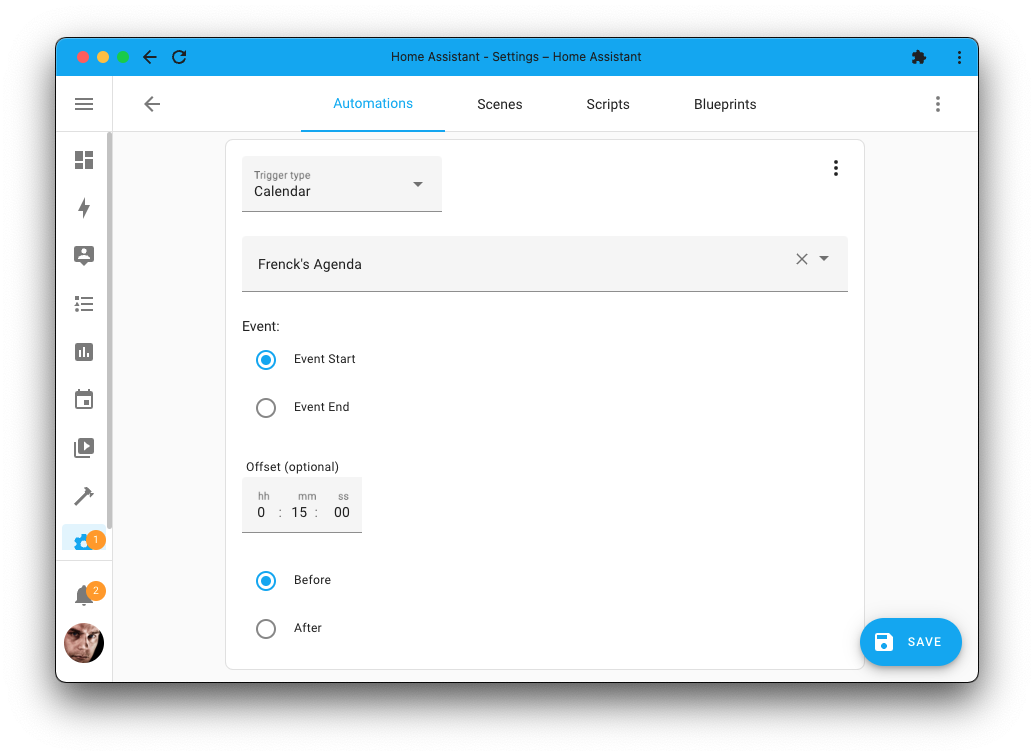 Home Assistant - Settings – Home Assistant
Automations Scenes Scripts Blueprints
Trigger type
Calendar
Frenck's Agenda
Event:
Event Start
Event End
Offset (optional)
hh mm ss
0 : 15 : 00
1
Before
2
After
SAVE